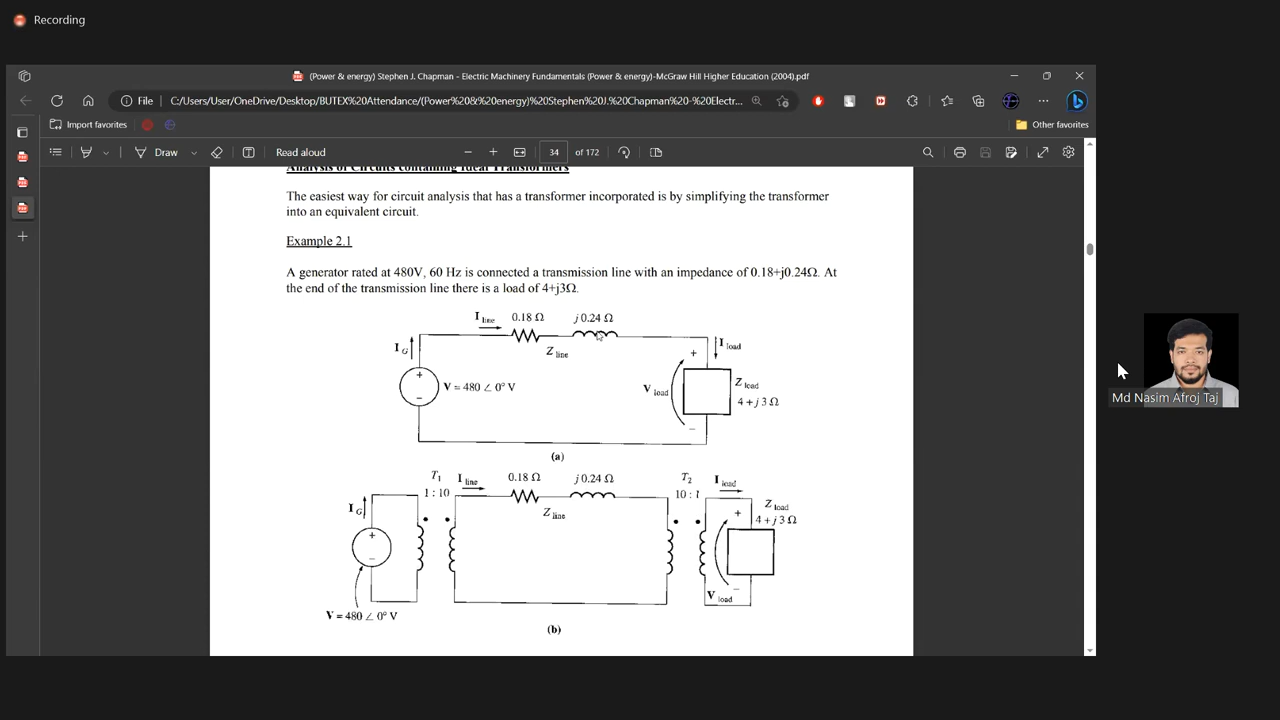 Recording
(Power & energy) Stephen J. Chapman - Electric Machinery Fundamentals (Power & energy)-McGraw Hill Higher Education (2004).pdf
File C:/Users/User/OneDrive/Desktop/BUTEX%20Attendance/(Power%20&%20energy)%20Stephen%20J.%20Chapman%20-%20Electr...
Import favorites
Other favorites
Draw
Read aloud
34 of 172
Analysis of Circuits containing Ideal Transformers
The easiest way for circuit analysis that has a transformer incorporated is by simplifying the transformer
into an equivalent circuit.
Example 2.1
A generator rated at 480V, 60 Hz is connected a transmission line with an impedance of 0.18+j0.24Ω. At
the end of the transmission line there is a load of 4+j3Ω.
I line 0.18 Ω j 0.24 Ω
I G Z line I load
V = 480 ∠ 0° V + − V load + − Z load
4 + j 3 Ω
(a)
T1 I line 0.18 Ω j 0.24 Ω T2 I load
1 : 10 10 : 1
I G Z line + Z load
4 + j 3 Ω
+ −
V load −
V = 480 ∠ 0° V
(b)
Md Nasim Afroj Taj